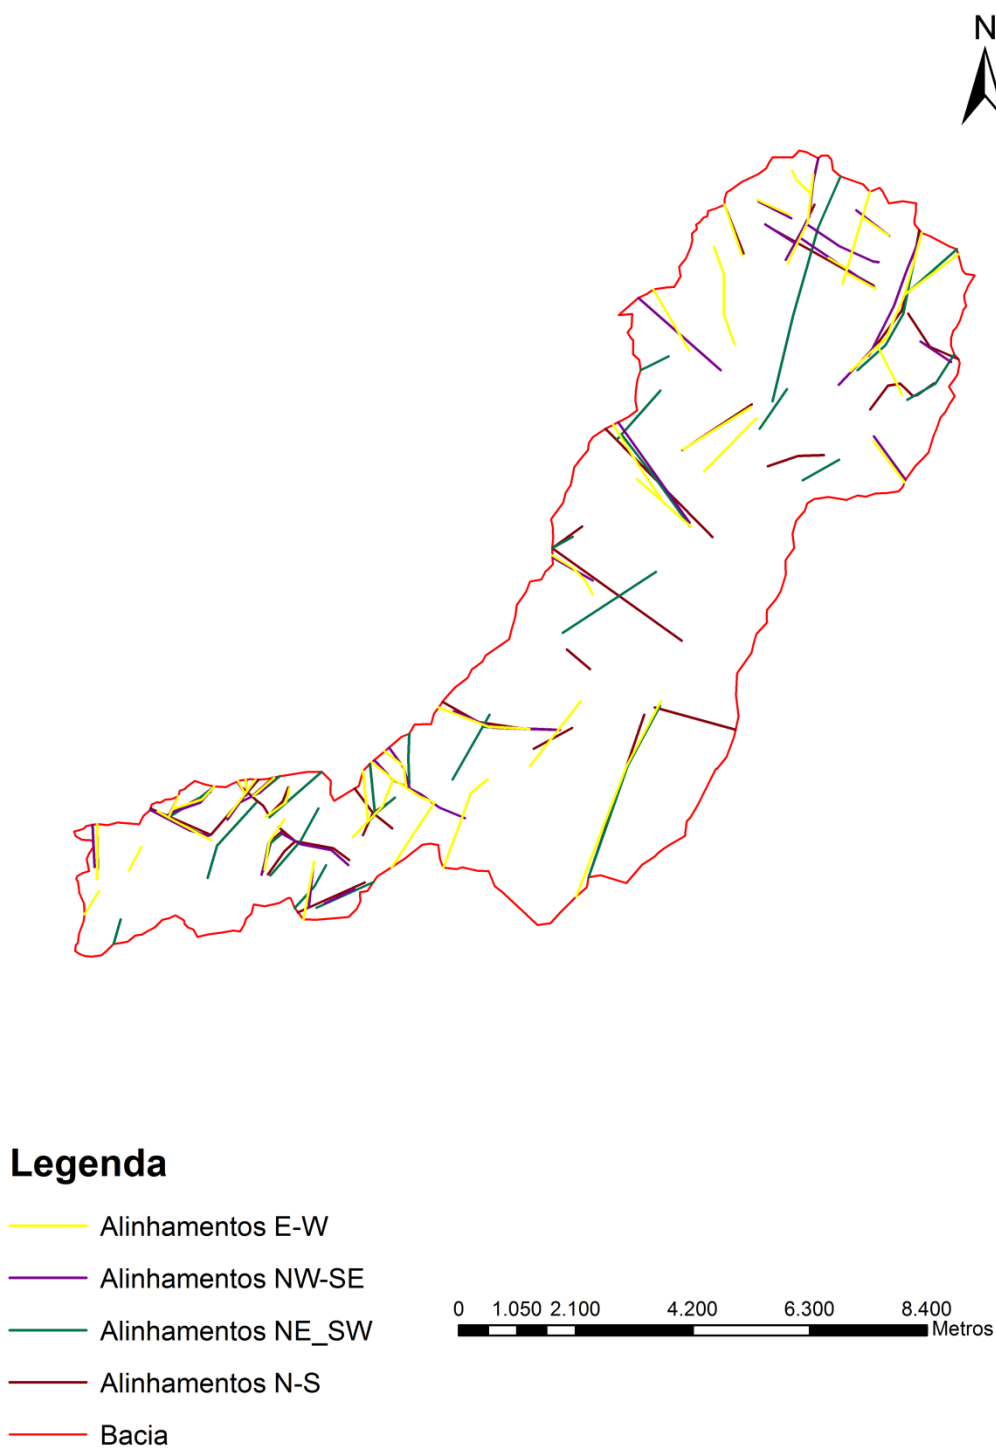 N
Legenda
Alinhamentos E-W
Alinhamentos NW-SE
Alinhamentos NE_SW
Alinhamentos N-S
Bacia
0 1.050 2.100 4.200 6.300 8.400
Metros